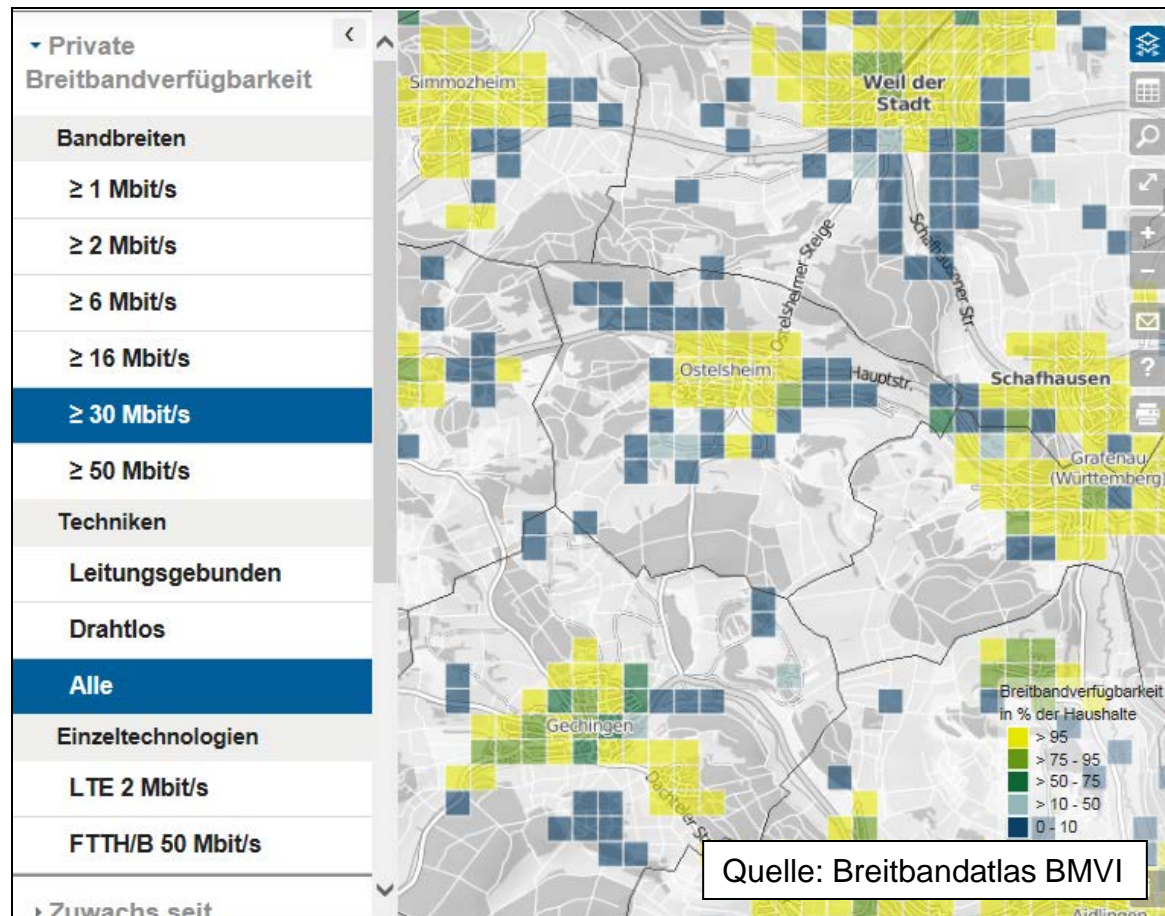 Private
Breitbandverfügbarkeit
Bandbreiten
≥ 1 Mbit/s
≥ 2 Mbit/s
≥ 6 Mbit/s
≥ 16 Mbit/s
≥ 30 Mbit/s
≥ 50 Mbit/s
Techniken
Leitungsgebunden
Drahtlos
Alle
Einzeltechnologien
LTE 2 Mbit/s
FTTH/B 50 Mbit/s
Zuwachs seit
Simmozheim
Weil der
Stadt
Ostelsheimer Steige
Schafhausener Str.
Ostelsheim
Hauptstr.
Schafhausen
Grafenau
(Württemberg)
Gechingen
Dachteler
Breitbandverfügbarkeit
in % der Haushalte
> 95
> 75 - 95
> 50 - 75
> 10 - 50
0 - 10
Quelle: Breitbandatlas BMVI
Aidlingen